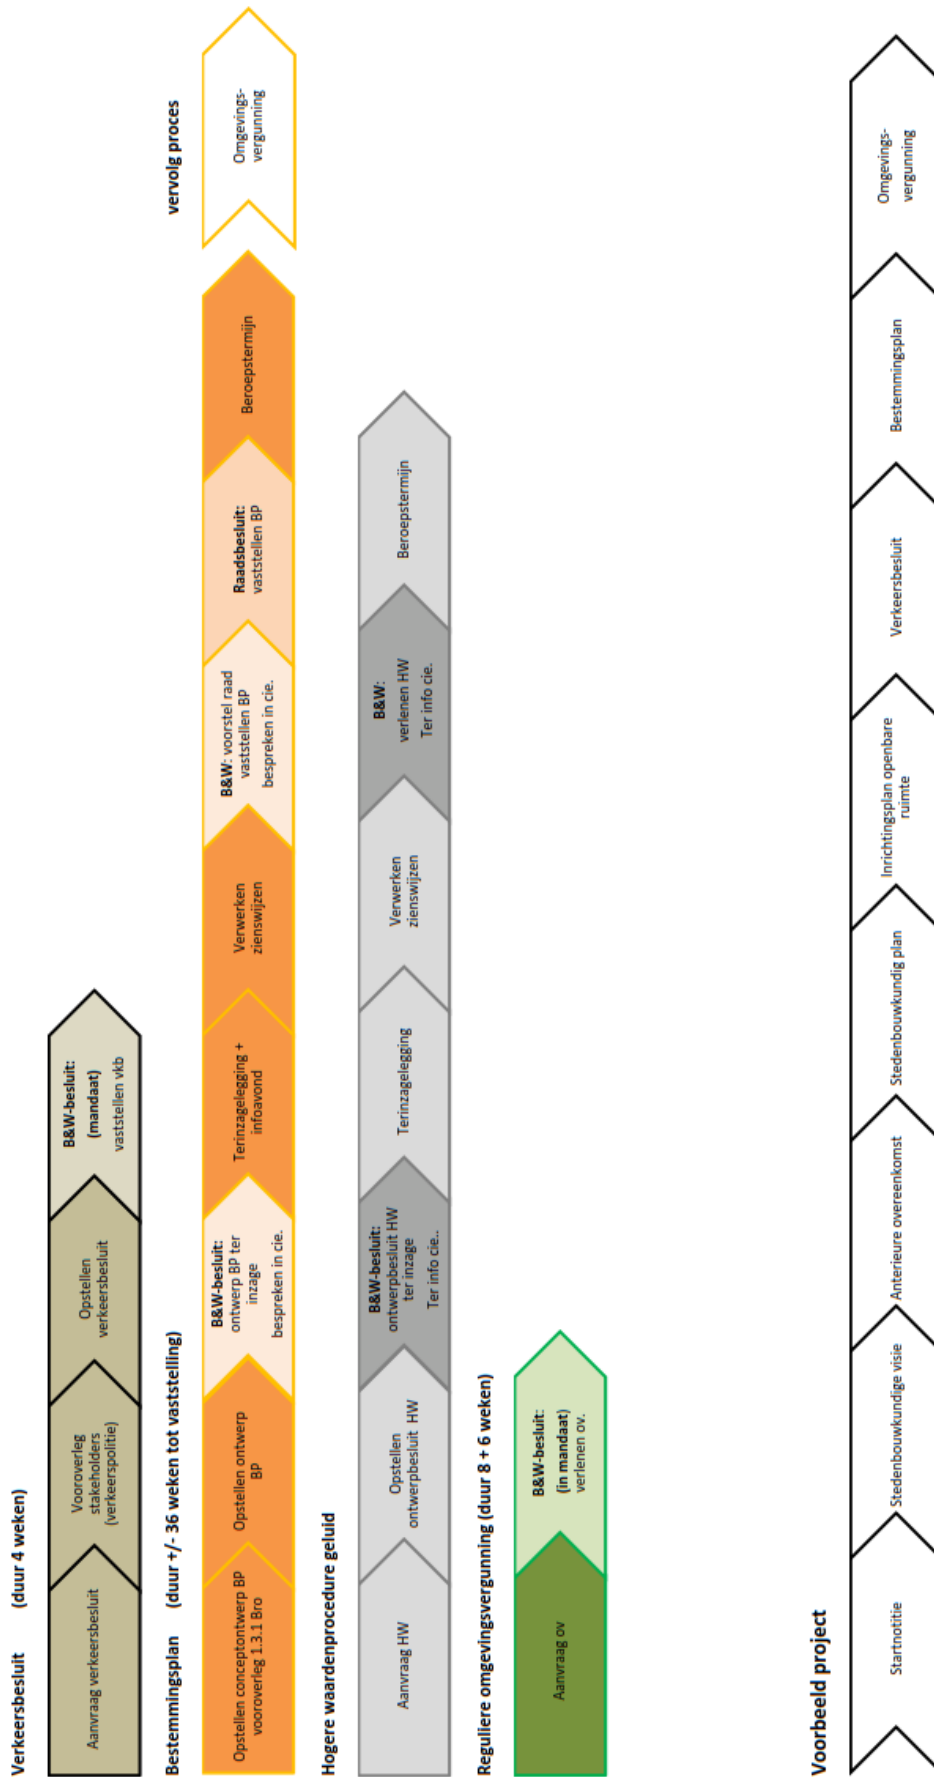 Verkeersbesluit (duur 4 weken)
Aanvraag verkeersbesluit
Vooroverleg
stakeholders
(verkeerspolitie)
Opstellen
verkeersbesluit
B&W-besluit:
(mandaat)
vaststellen vkb
Bestemmingsplan (duur +/- 36 weken tot vaststelling)
vervolg proces
Opstellen conceptontwerp BP
vooroverleg 1.3.1 Bro
Opstellen ontwerp
BP
B&W-besluit:
ontwerp BP ter
inzage
bespreken in cie.
Terinzagelegging +
infoavond
Verwerken
zienswijzen
B&W: voorstel raad
vaststellen BP
bespreken in cie.
Raadsbesluit:
vaststellen BP
Beroepstermijn
Omgevings-
vergunning
Hogere waardenprocedure geluid
Aanvraag HW
Opstellen
ontwerpbesluit HW
B&W-besluit:
ontwerpbesluit HW
ter inzage
Ter info cie..
Terinzagelegging
Verwerken
zienswijzen
B&W:
verlenen HW
Ter info cie.
Beroepstermijn
Reguliere omgevingsvergunning (duur 8 + 6 weken)
Aanvraag ov
B&W-besluit:
(in mandaat)
verlenen ov.
Voorbeeld project
Startnotitie
Stedenbouwkundige visie
Anterieure overeenkomst
Stedenbouwkundig plan
Inrichtingsplan openbare
ruimte
Verkeersbesluit
Bestemmingsplan
Omgevings-
vergunning